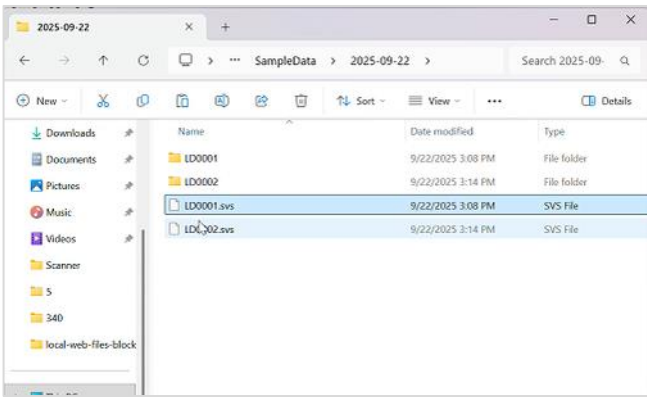 2025-09-22
SampleData > 2025-09-22 >
Search 2025-09-
New
Sort
View
Details
Downloads
Documents
Pictures
Music
Videos
Scanner
5
340
local-web-files-block
Name Date modified Type
LD0001 9/22/2025 3:08 PM File folder
LD0002 9/22/2025 3:14 PM File folder
LD0001.svs 9/22/2025 3:08 PM SVS File
LD0002.svs 9/22/2025 3:14 PM SVS File